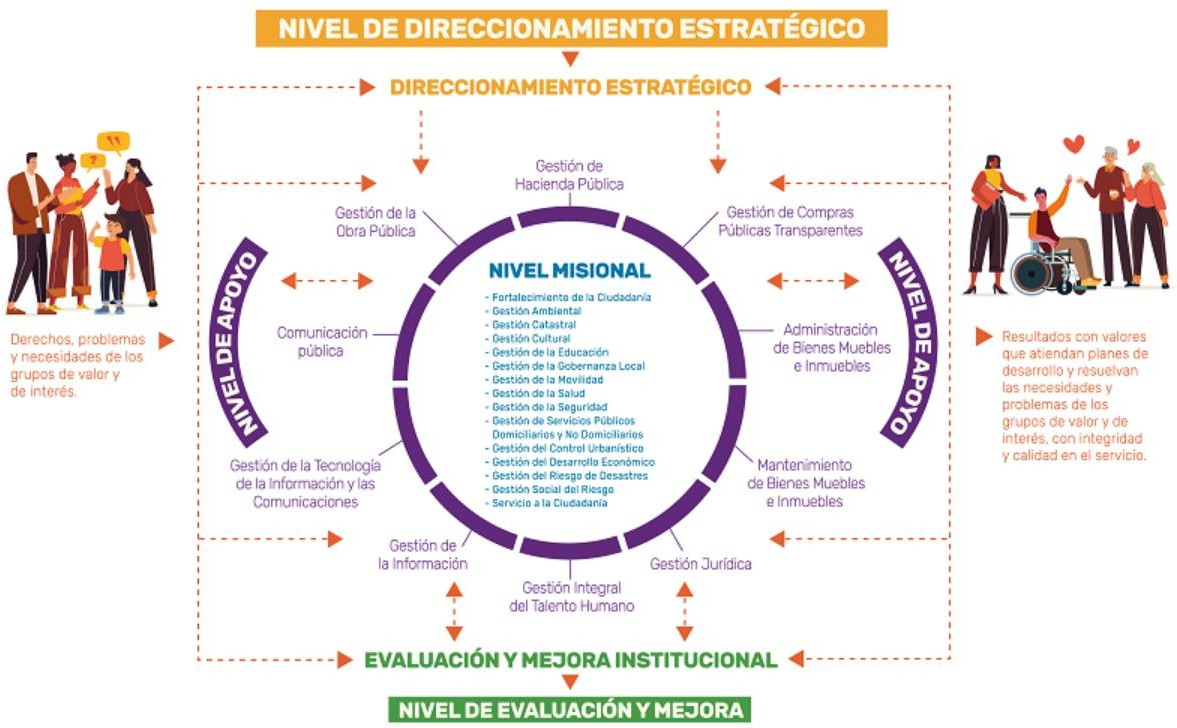 NIVEL DE DIRECCIONAMIENTO ESTRATÉGICO
DIRECCIONAMIENTO ESTRATÉGICO
?
Gestión de
Hacienda Pública
Gestión de la
Obra Pública
Gestión de Compras
Públicas Transparentes
NIVEL DE APOYO
Comunicación
pública
Derechos, problemas
y necesidades de los
grupos de valor y
de interés.
NIVEL MISIONAL
- Fortalecimiento de la Ciudadanía
- Gestión Ambiental
- Gestión Catastral
- Gestión Cultural
- Gestión de la Educación
- Gestión de la Gobernanza Local
- Gestión de la Movilidad
- Gestión de la Salud
- Gestión de la Seguridad
- Gestión de Servicios Públicos
Domiciliarios y No Domiciliarios
- Gestión del Control Urbanístico
- Gestión del Desarrollo Económico
- Gestión del Riesgo de Desastres
- Gestión Social del Riesgo
- Servicio a la Ciudadanía
Administración
de Bienes Muebles
e Inmuebles
NIVEL DE APOYO
Resultados con valores
que atiendan planes de
desarrollo y resuelvan
las necesidades y
problemas de los
grupos de valor y de
interés, con integridad
y calidad en el servicio.
Gestión de la Tecnología
de la Información y las
Comunicaciones
Mantenimiento
de Bienes Muebles
e Inmuebles
Gestión de
la Información
Gestión Integral
del Talento Humano
Gestión Jurídica
EVALUACIÓN Y MEJORA INSTITUCIONAL
NIVEL DE EVALUACIÓN Y MEJORA